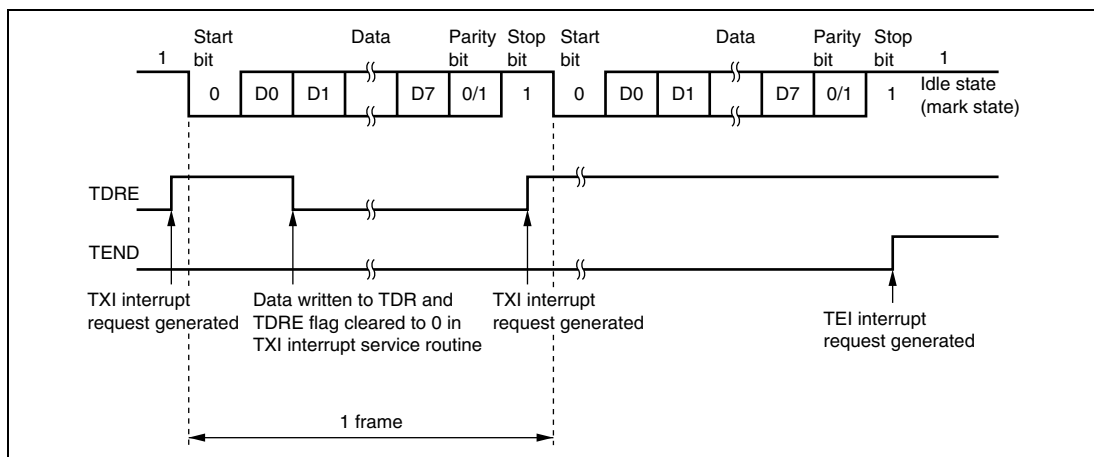 1
Start
bit
Data
Parity
bit
Stop
bit
Start
bit
Data
Parity
bit
Stop
bit
1
0
D0
D1
D7
0/1
1
0
D0
D1
D7
0/1
1
Idle state
(mark state)
TDRE
TEND
TXI interrupt
request generated
Data written to TDR and
TDRE flag cleared to 0 in
TXI interrupt service routine
TXI interrupt
request generated
TEI interrupt
request generated
1 frame